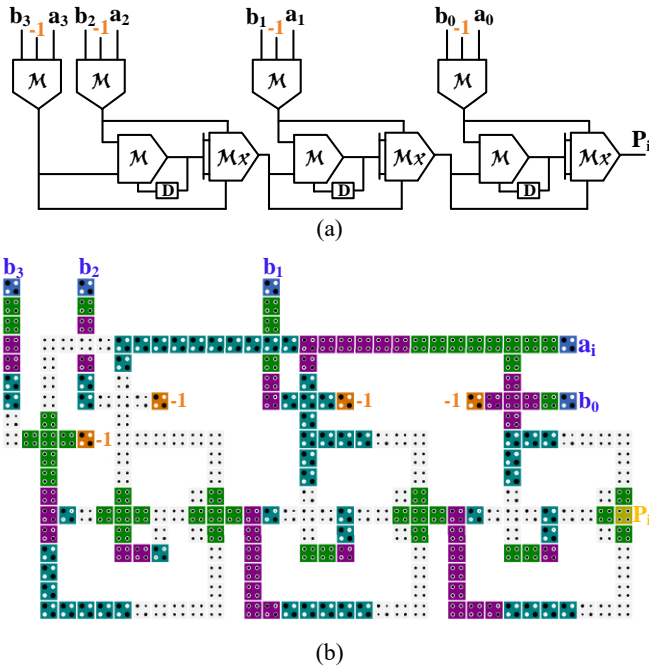 b₃ -1 a₃ b₂ -1 a₂ b₁ -1 a₁ b₀ -1 a₀
ℳ ℳ ℳ ℳ
ℳ ℳx ℳ ℳx ℳ ℳx Pᵢ
D D D
(a)
b₃ b₂ b₁
aᵢ
-1 -1 -1 b₀
-1
Pᵢ
(b)